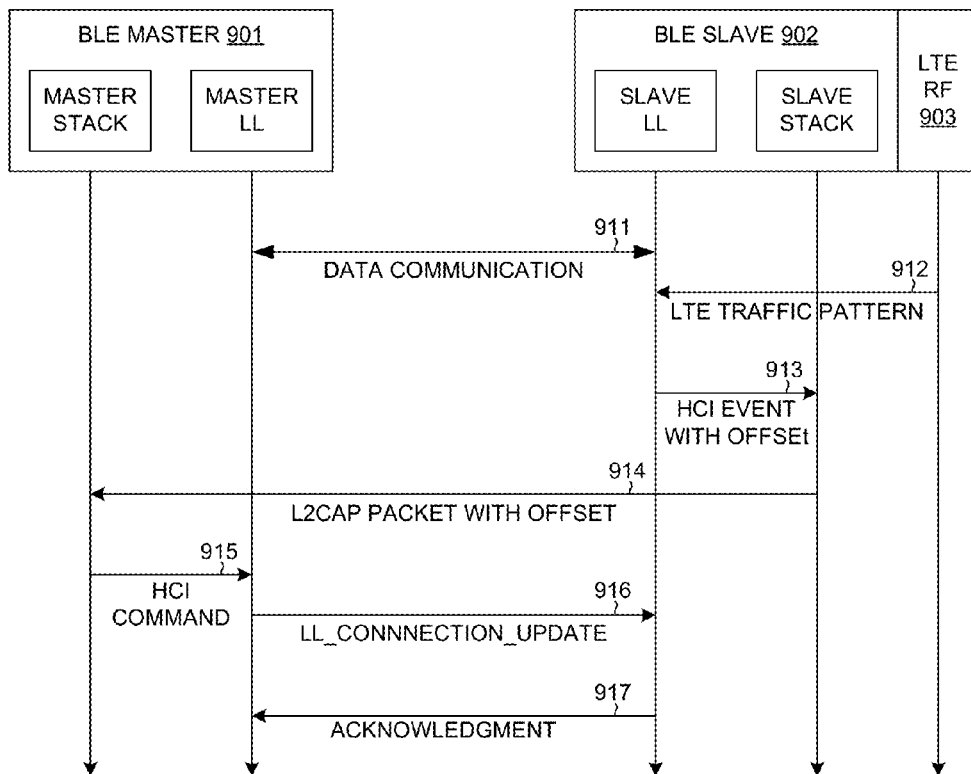 BLE MASTER 901
MASTER
STACK
MASTER
LL
BLE SLAVE 902
SLAVE
LL
SLAVE
STACK
LTE
RF
903
911
DATA COMMUNICATION
912
LTE TRAFFIC PATTERN
913
HCI EVENT
WITH OFFSEt
914
L2CAP PACKET WITH OFFSET
915
HCI
COMMAND
916
LL_CONNNECTION_UPDATE
917
ACKNOWLEDGMENT